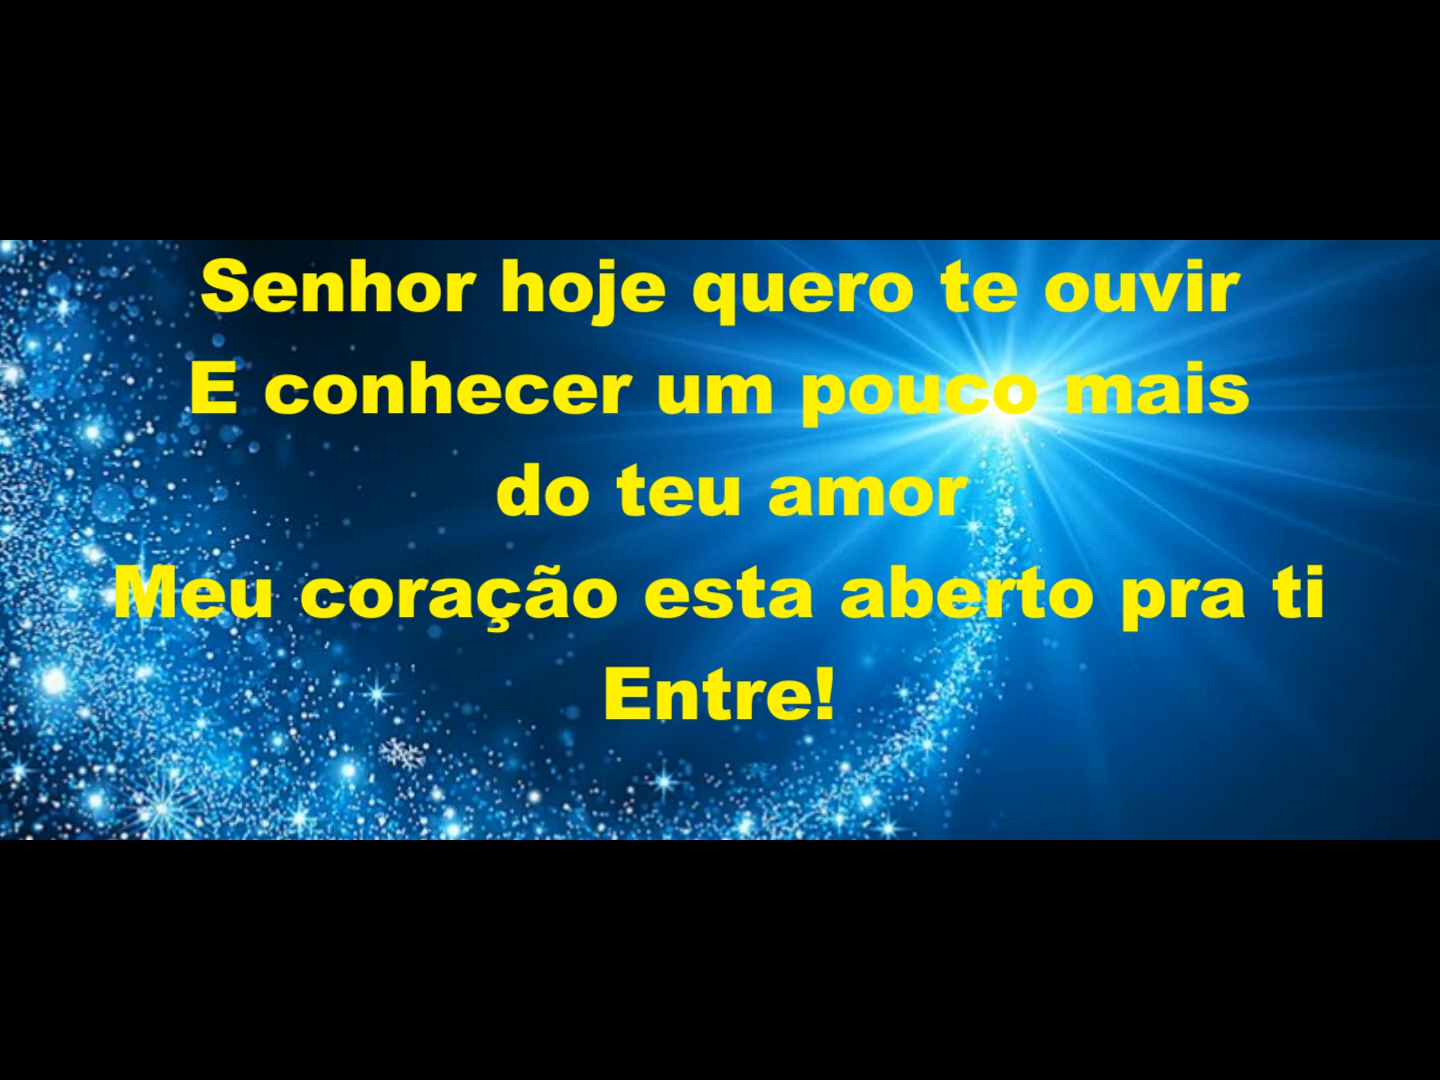 Senhor hoje quero te ouvir
E conhecer um pouco mais
do teu amor
Meu coração esta aberto pra ti
Entre!